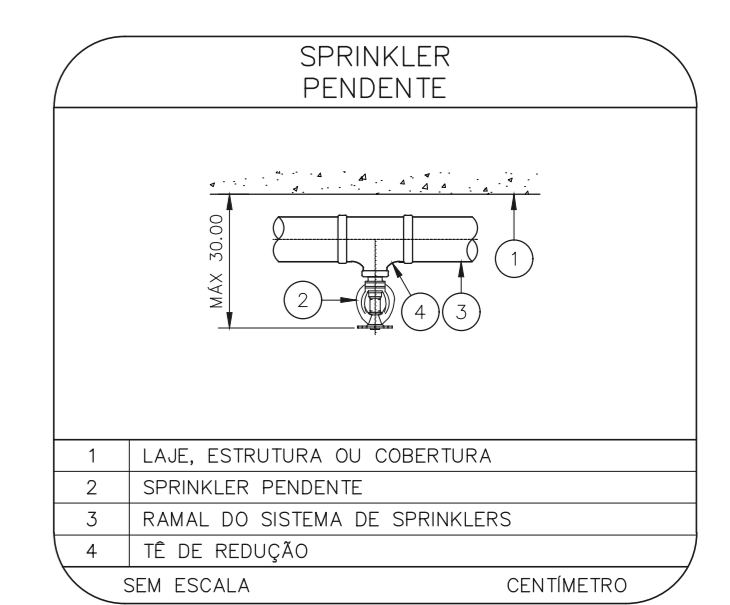 SPRINKLER
PENDENTE
MÁX 30.00
1
2
4
3
1 LAJE, ESTRUTURA OU COBERTURA
2 SPRINKLER PENDENTE
3 RAMAL DO SISTEMA DE SPRINKLERS
4 TÊ DE REDUÇÃO
SEM ESCALA CENTÍMETRO